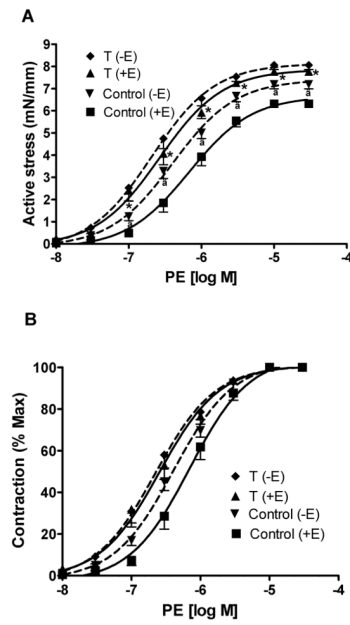 A
T (-E)
T (+E)
Control (-E)
Control (+E)
Active stress (mN/mm)
9
8
7
6
5
4
3
2
1
0
* * * * *
a a a a a
-8 -7 -6 -5 -4
PE [log M]
B
Contraction (% Max)
100
80
60
40
20
0
T (-E)
T (+E)
Control (-E)
Control (+E)
-8 -7 -6 -5 -4
PE [log M]